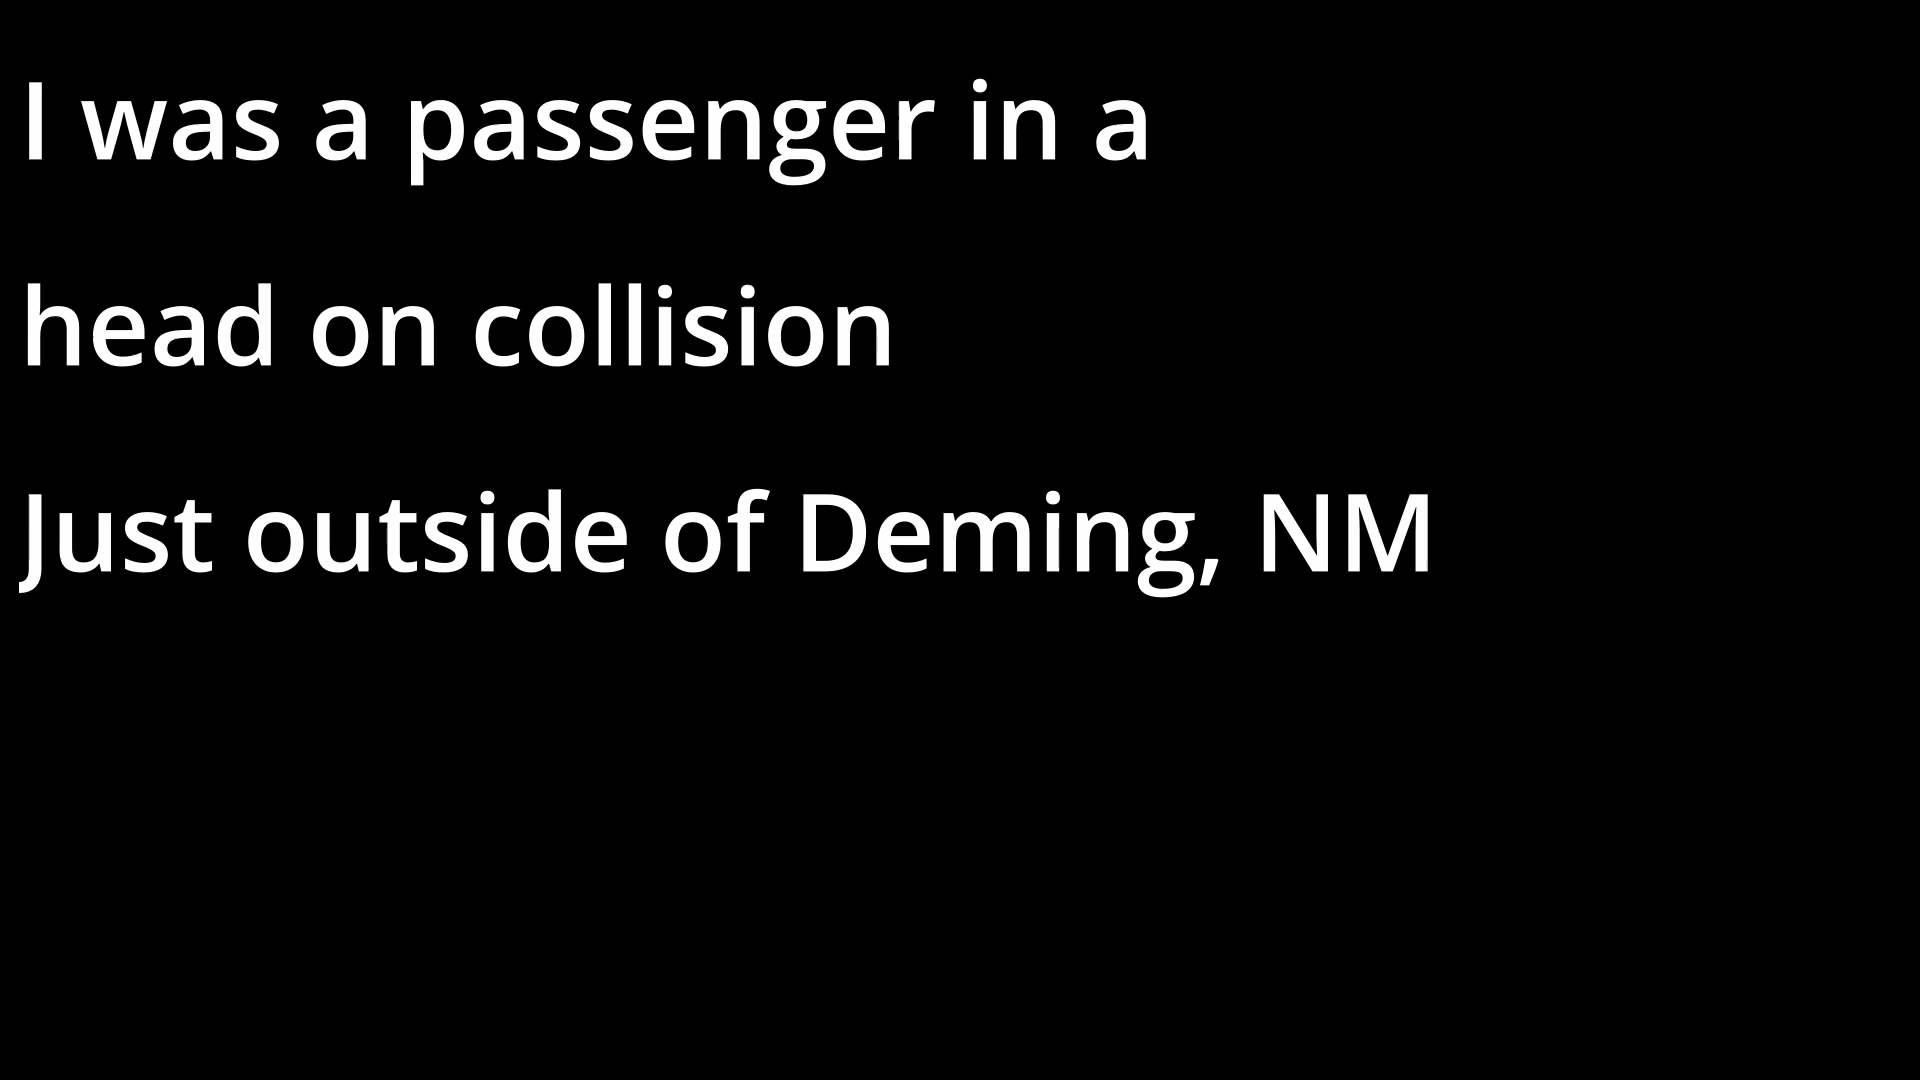 I was a passenger in a
head on collision
Just outside of Deming, NM